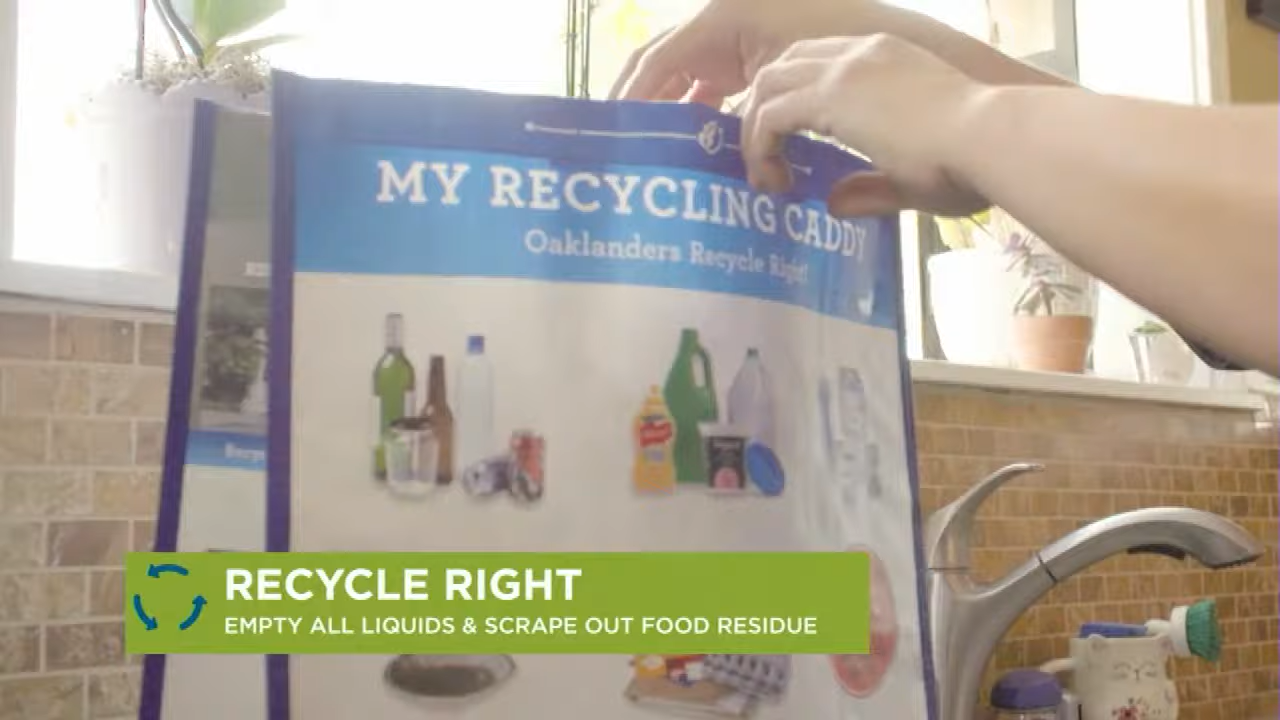 MY RECYCLING CADDY
Oaklanders Recycle Right!
RECYCLE RIGHT
EMPTY ALL LIQUIDS & SCRAPE OUT FOOD RESIDUE